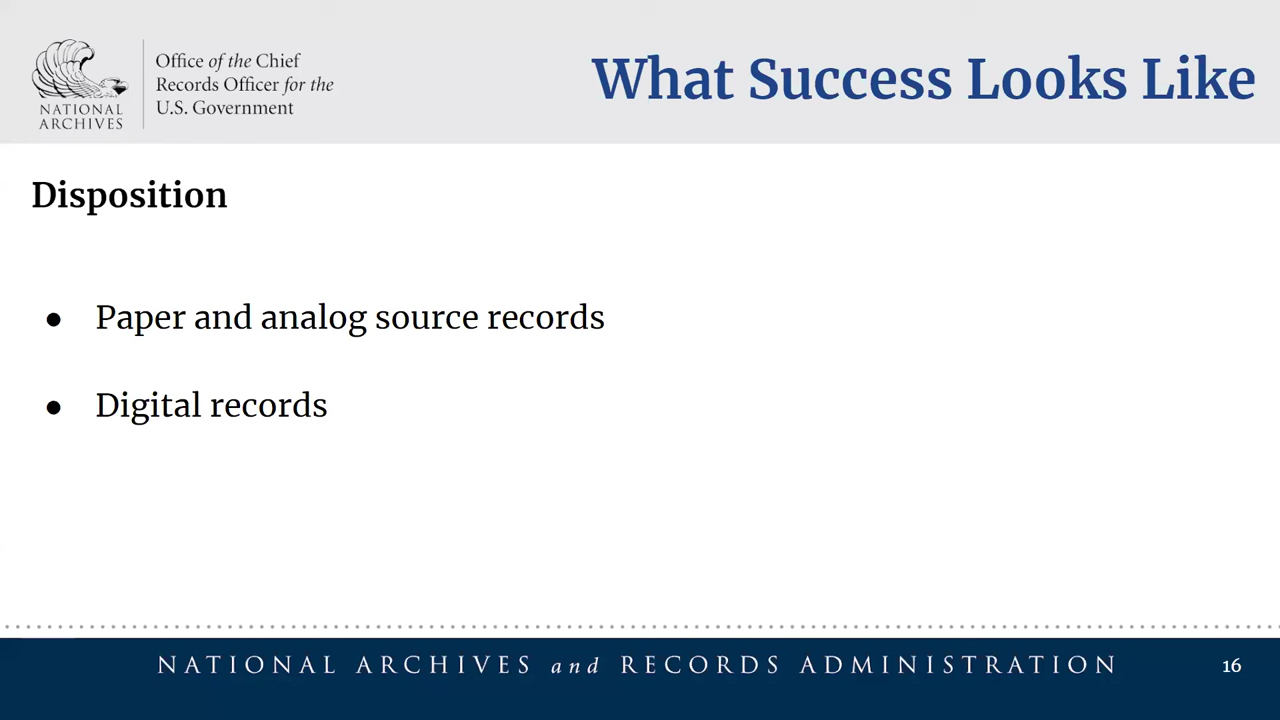 Office of the Chief
Records Officer for the
U.S. Government
NATIONAL
ARCHIVES
What Success Looks Like
Disposition
● Paper and analog source records
● Digital records
NATIONAL ARCHIVES and RECORDS ADMINISTRATION
16